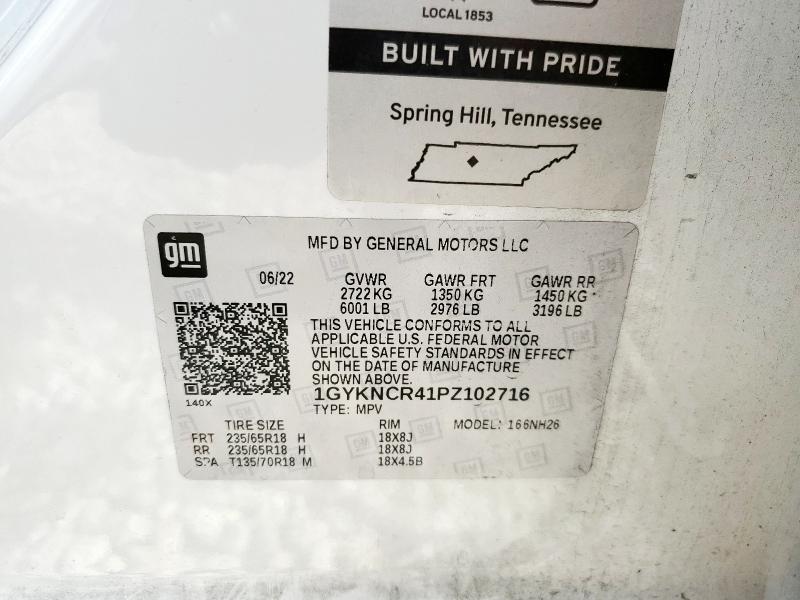 LOCAL 1853
BUILT WITH PRIDE
Spring Hill, Tennessee
gm
MFD BY GENERAL MOTORS LLC
06/22 GVWR GAWR FRT GAWR RR
2722 KG 1350 KG 1450 KG
6001 LB 2976 LB 3196 LB
THIS VEHICLE CONFORMS TO ALL
APPLICABLE U.S. FEDERAL MOTOR
VEHICLE SAFETY STANDARDS IN EFFECT
ON THE DATE OF MANUFACTURE
SHOWN ABOVE.
1GYKNCR41PZ102716
140X
TYPE: MPV
TIRE SIZE RIM MODEL: 166NH26
FRT 235/65R18 H 18X8J
RR 235/65R18 H 18X8J
SPA T135/70R18 M 18X4.5B